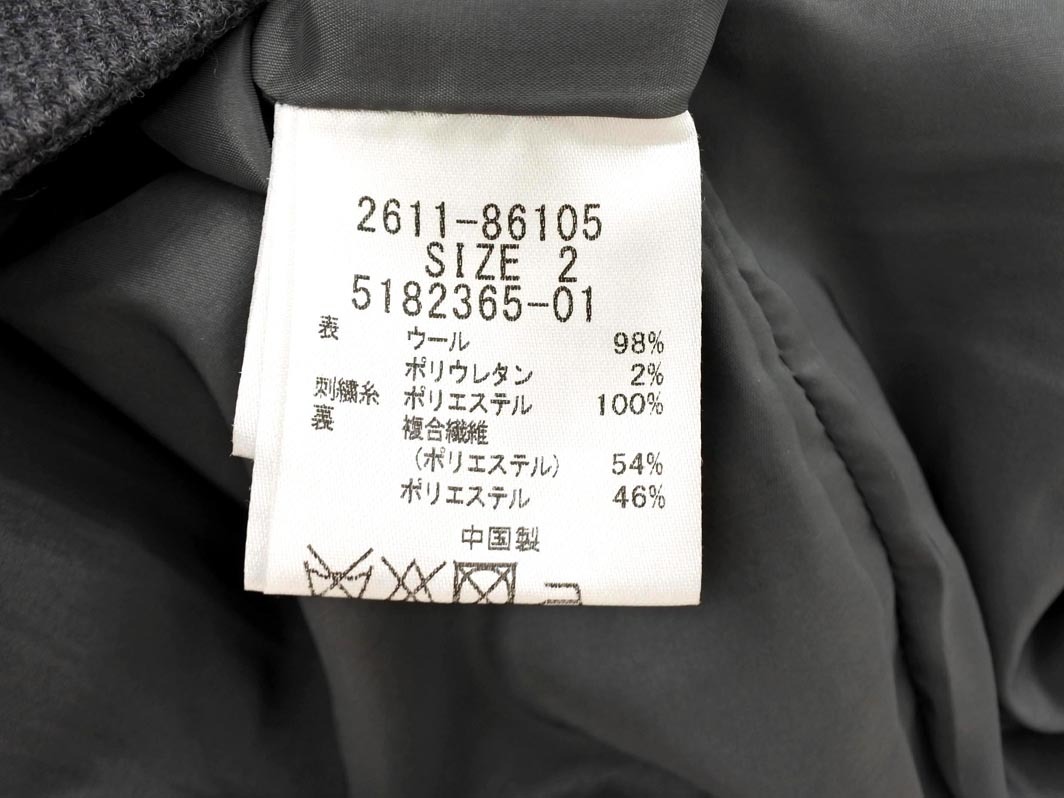 2611-86105
SIZE 2
5182365-01
表 ウール 98%
ポリウレタン 2%
刺繍糸 ポリエステル 100%
裏 複合繊維
(ポリエステル) 54%
ポリエステル 46%
中国製